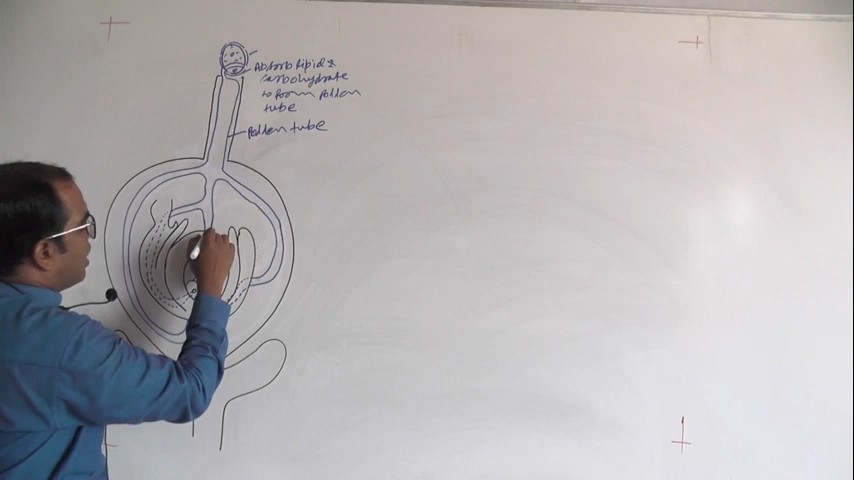 Absorb lipid &
carbohydrate
to form pollen
tube
Pollen tube